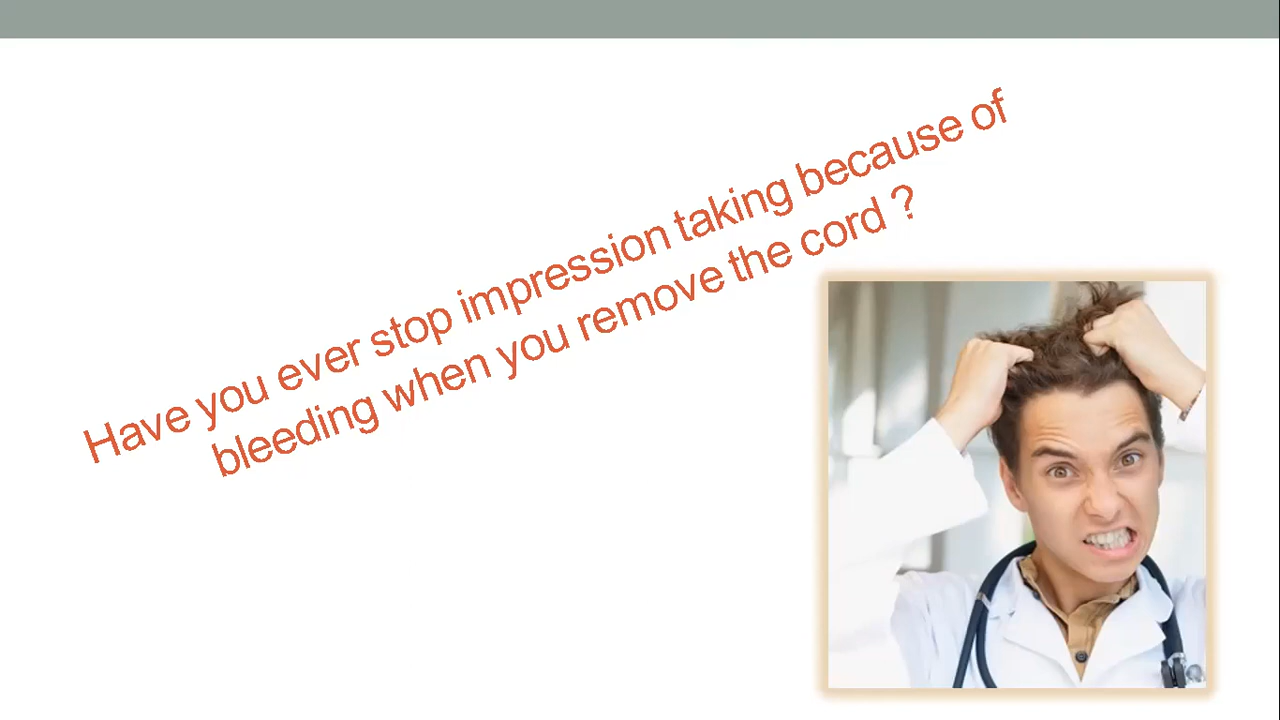 Have you ever stop impression taking because of
bleeding when you remove the cord ?